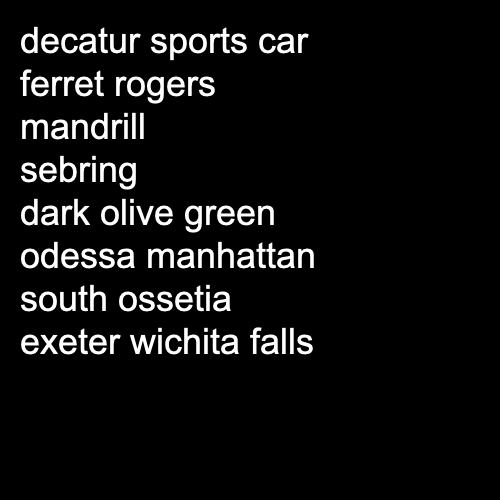 decatur sports car
ferret rogers
mandrill
sebring
dark olive green
odessa manhattan
south ossetia
exeter wichita falls